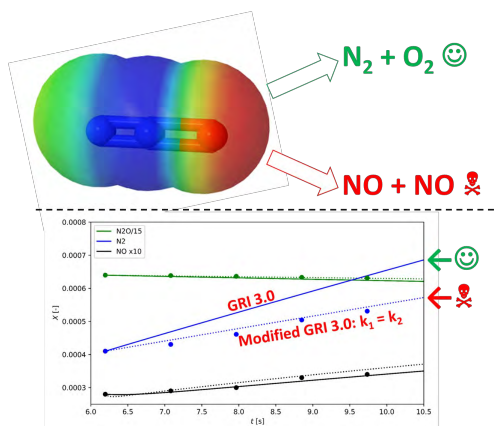 N₂ + O₂ ☺
NO + NO ☠
0.0008
0.0007
0.0006
0.0005
0.0004
0.0003
X [-]
N2O/15
N2
NO x10
GRI 3.0
Modified GRI 3.0: k₁ = k₂
← ☺
← ☠
6.0 6.5 7.0 7.5 8.0 8.5 9.0 9.5 10.0 10.5
t [s]